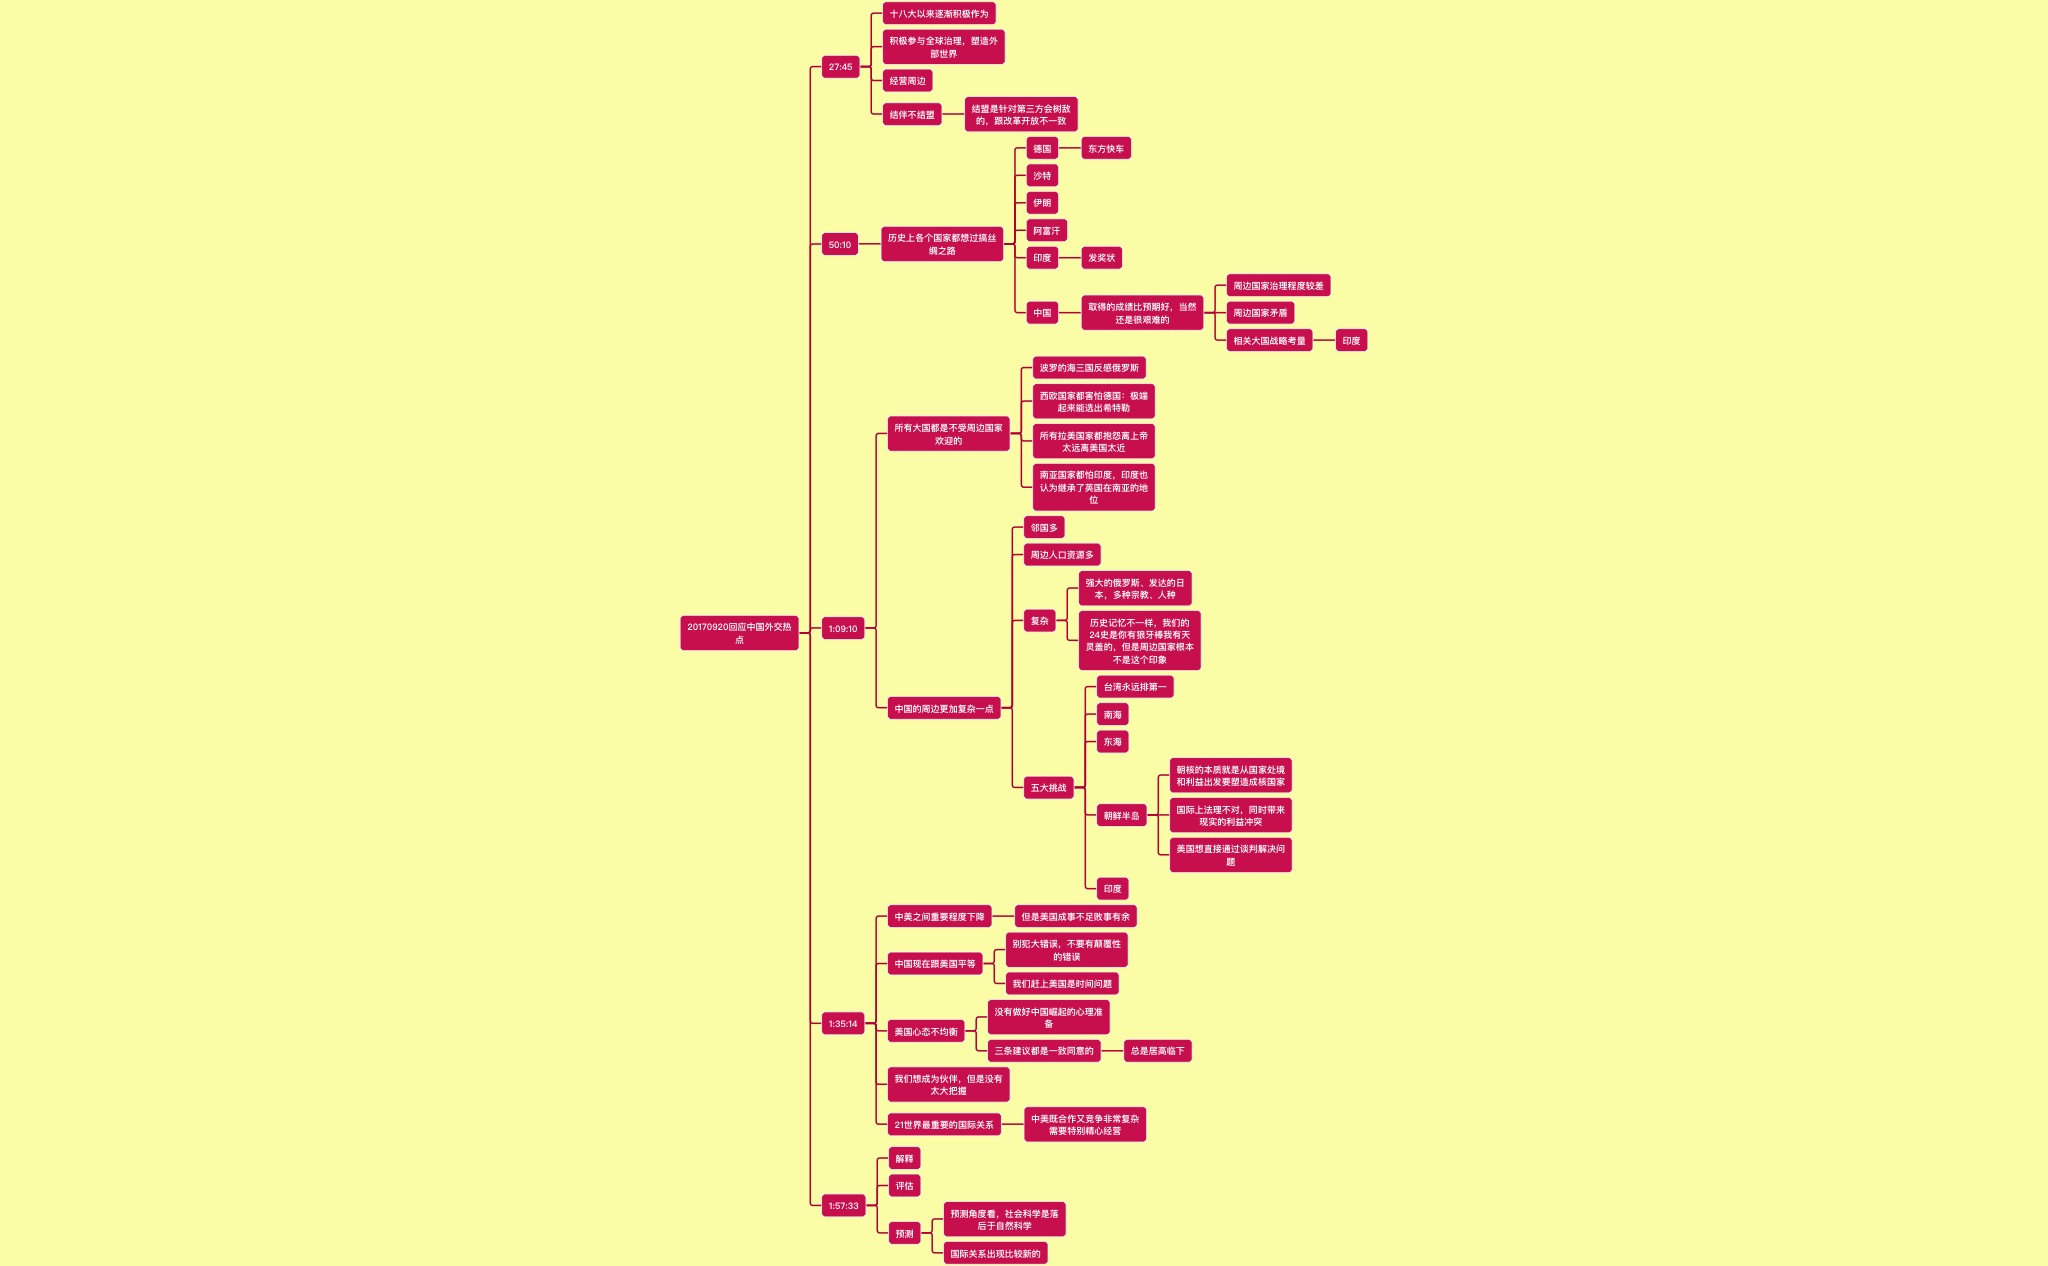 20170920回应中国外交热
点
27:45
十八大以来逐渐积极作为
积极参与全球治理，塑造外
部世界
经营周边
结伴不结盟
结盟是针对第三方会树敌
的，跟改革开放不一致
50:10
历史上各个国家都想过搞丝
绸之路
德国
东方快车
沙特
伊朗
阿富汗
印度
发奖状
中国
取得的成绩比预期好，当然
还是很艰难的
周边国家治理程度较差
周边国家矛盾
相关大国战略考量
印度
1:09:10
所有大国都是不受周边国家
欢迎的
波罗的海三国反感俄罗斯
西欧国家都害怕德国：极端
起来能选出希特勒
所有拉美国家都抱怨离上帝
太远离美国太近
南亚国家都怕印度，印度也
认为继承了英国在南亚的地
位
中国的周边更加复杂一点
邻国多
周边人口资源多
复杂
强大的俄罗斯、发达的日
本，多种宗教、人种
历史记忆不一样，我们的
24史是你有狼牙棒我有天
灵盖的，但是周边国家根本
不是这个印象
五大挑战
台湾永远排第一
南海
东海
朝鲜半岛
朝核的本质就是从国家处境
和利益出发要塑造成核国家
国际上法理不对，同时带来
现实的利益冲突
美国想直接通过谈判解决问
题
印度
1:35:14
中美之间重要程度下降
但是美国成事不足败事有余
中国现在跟美国平等
别犯大错误，不要有颠覆性
的错误
我们赶上美国是时间问题
美国心态不均衡
没有做好中国崛起的心理准
备
三条建议都是一致同意的
总是居高临下
我们想成为伙伴，但是没有
太大把握
21世界最重要的国际关系
中美既合作又竞争非常复杂
需要特别精心经营
1:57:33
解释
评估
预测
预测角度看，社会科学是落
后于自然科学
国际关系出现比较新的